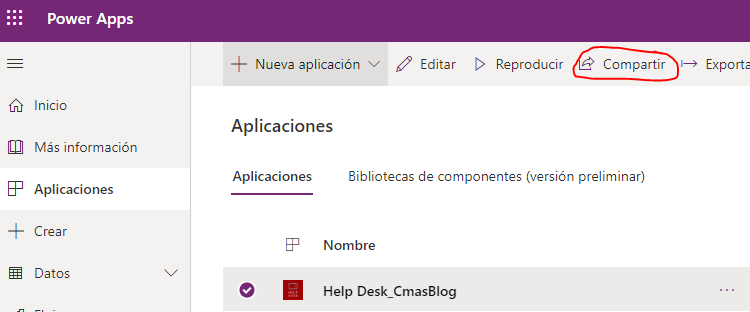 Power Apps
Nueva aplicación Editar Reproducir Compartir Exporta
Inicio
Más información
Aplicaciones
Crear
Datos
Aplicaciones
Aplicaciones Bibliotecas de componentes (versión preliminar)
Nombre
Help Desk_CmasBlog